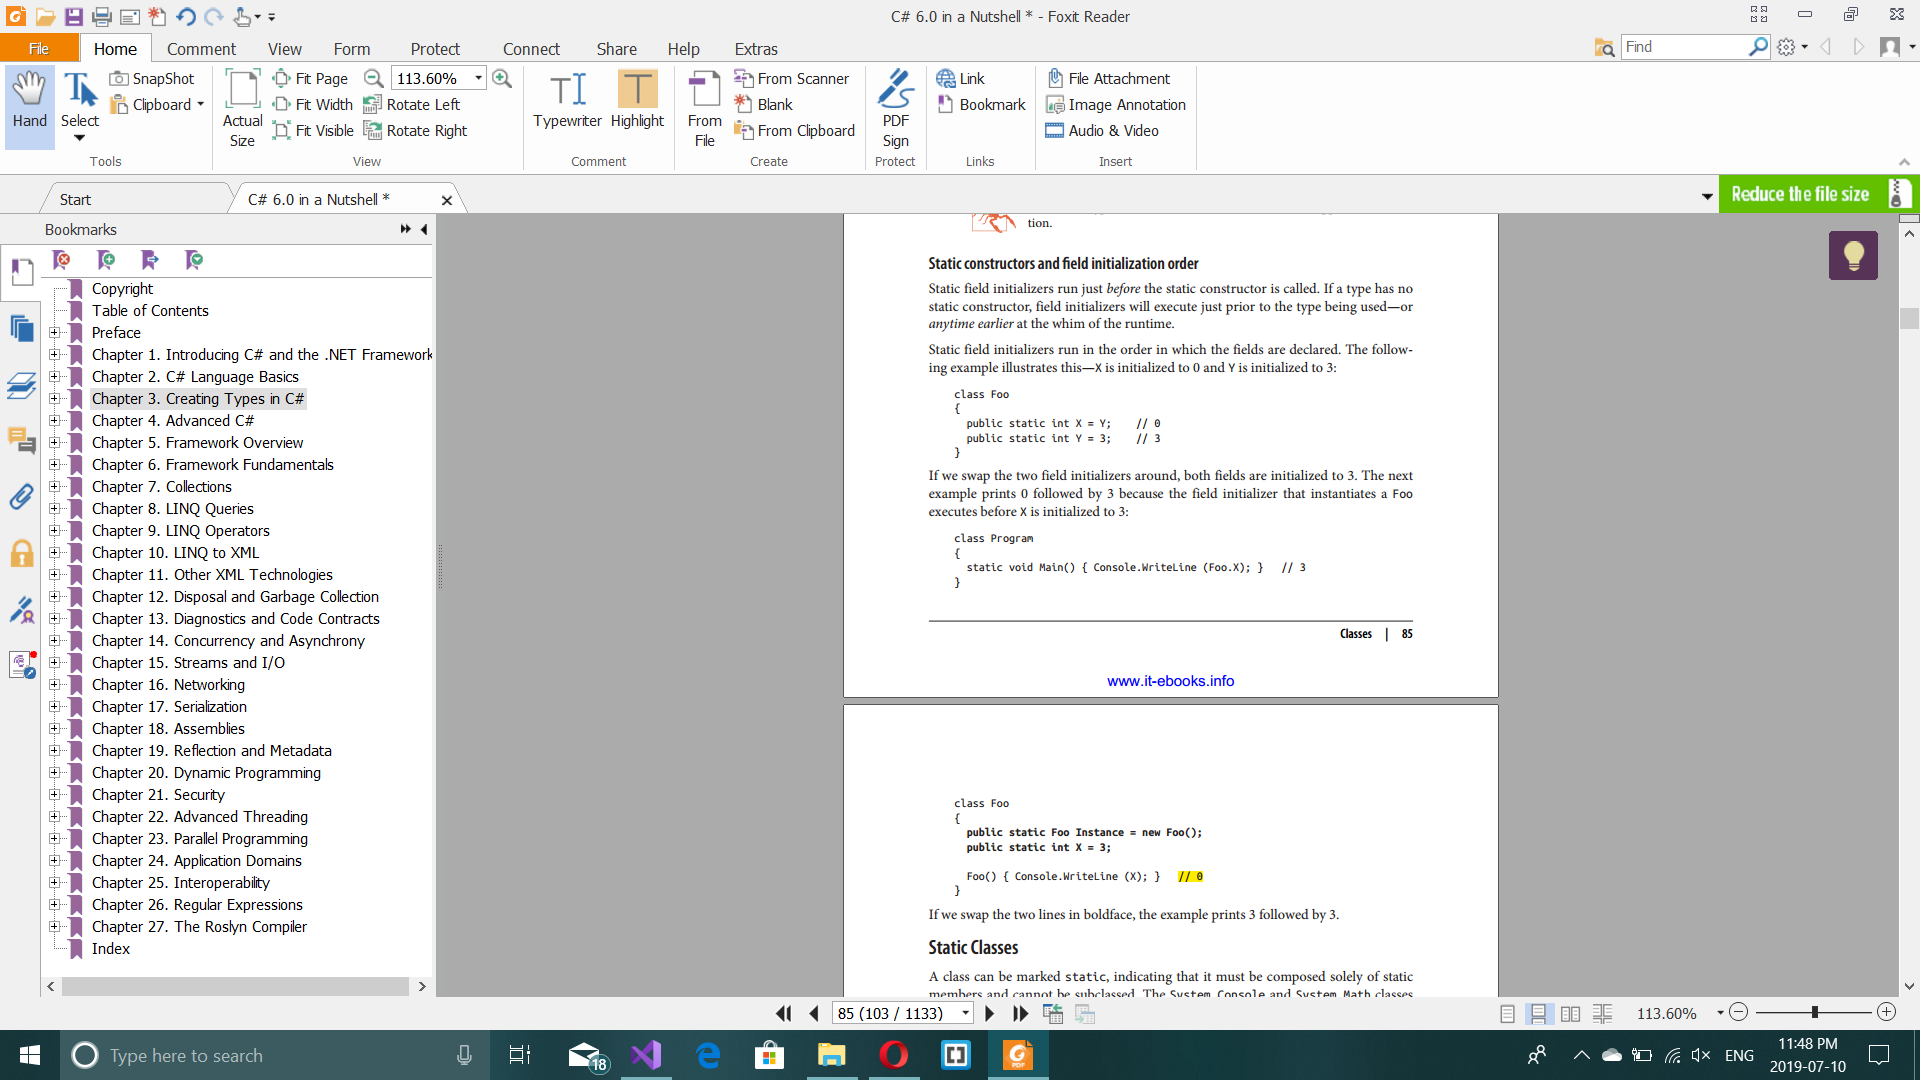 C# 6.0 in a Nutshell * - Foxit Reader
File
Home
Comment
View
Form
Protect
Connect
Share
Help
Extras
Find
Hand
Select
SnapShot
Clipboard
Tools
Actual
Size
Fit Page
Fit Width
Fit Visible
113.60%
Rotate Left
Rotate Right
View
Typewriter
Highlight
Comment
From
File
From Scanner
Blank
From Clipboard
Create
PDF
Sign
Protect
Link
Bookmark
Links
File Attachment
Image Annotation
Audio & Video
Insert
Start
C# 6.0 in a Nutshell *
Reduce the file size
Bookmarks
Copyright
Table of Contents
Preface
Chapter 1. Introducing C# and the .NET Framework
Chapter 2. C# Language Basics
Chapter 3. Creating Types in C#
Chapter 4. Advanced C#
Chapter 5. Framework Overview
Chapter 6. Framework Fundamentals
Chapter 7. Collections
Chapter 8. LINQ Queries
Chapter 9. LINQ Operators
Chapter 10. LINQ to XML
Chapter 11. Other XML Technologies
Chapter 12. Disposal and Garbage Collection
Chapter 13. Diagnostics and Code Contracts
Chapter 14. Concurrency and Asynchrony
Chapter 15. Streams and I/O
Chapter 16. Networking
Chapter 17. Serialization
Chapter 18. Assemblies
Chapter 19. Reflection and Metadata
Chapter 20. Dynamic Programming
Chapter 21. Security
Chapter 22. Advanced Threading
Chapter 23. Parallel Programming
Chapter 24. Application Domains
Chapter 25. Interoperability
Chapter 26. Regular Expressions
Chapter 27. The Roslyn Compiler
Index
tion.
Static constructors and field initialization order
Static field initializers run just before the static constructor is called. If a type has no
static constructor, field initializers will execute just prior to the type being used—or
anytime earlier at the whim of the runtime.
Static field initializers run in the order in which the fields are declared. The follow-
ing example illustrates this—X is initialized to 0 and Y is initialized to 3:
class Foo
{
public static int X = Y; // 0
public static int Y = 3; // 3
}
If we swap the two field initializers around, both fields are initialized to 3. The next
example prints 0 followed by 3 because the field initializer that instantiates a Foo
executes before X is initialized to 3:
class Program
{
static void Main() { Console.WriteLine (Foo.X); } // 3
}
Classes | 85
www.it-ebooks.info
class Foo
{
public static Foo Instance = new Foo();
public static int X = 3;
Foo() { Console.WriteLine (X); } // 0
}
If we swap the two lines in boldface, the example prints 3 followed by 3.
Static Classes
A class can be marked static, indicating that it must be composed solely of static
members and cannot be subclassed. The System.Console and System.Math classes
85 (103 / 1133)
113.60%
Type here to search
18
PDF
ENG
11:48 PM
2019-07-10